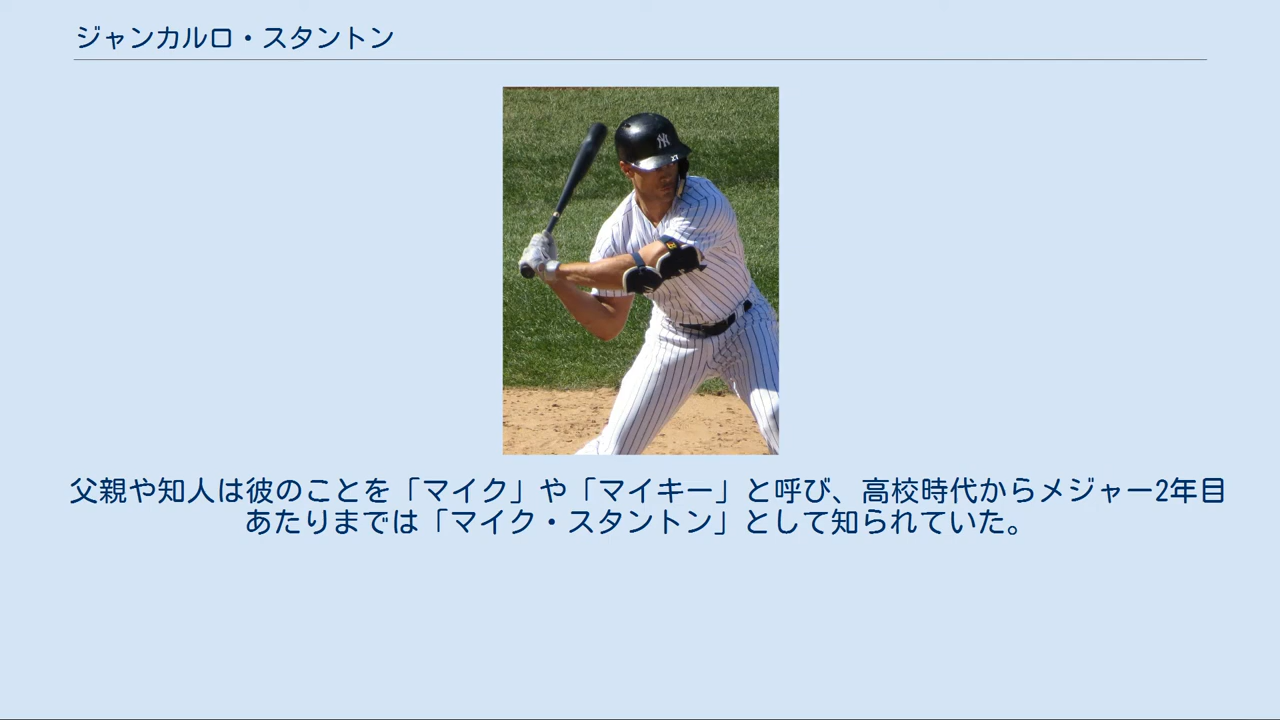 ジャンカルロ・スタントン
NY
27
父親や知人は彼のことを「マイク」や「マイキー」と呼び、高校時代からメジャー2年目
あたりまでは「マイク・スタントン」として知られていた。